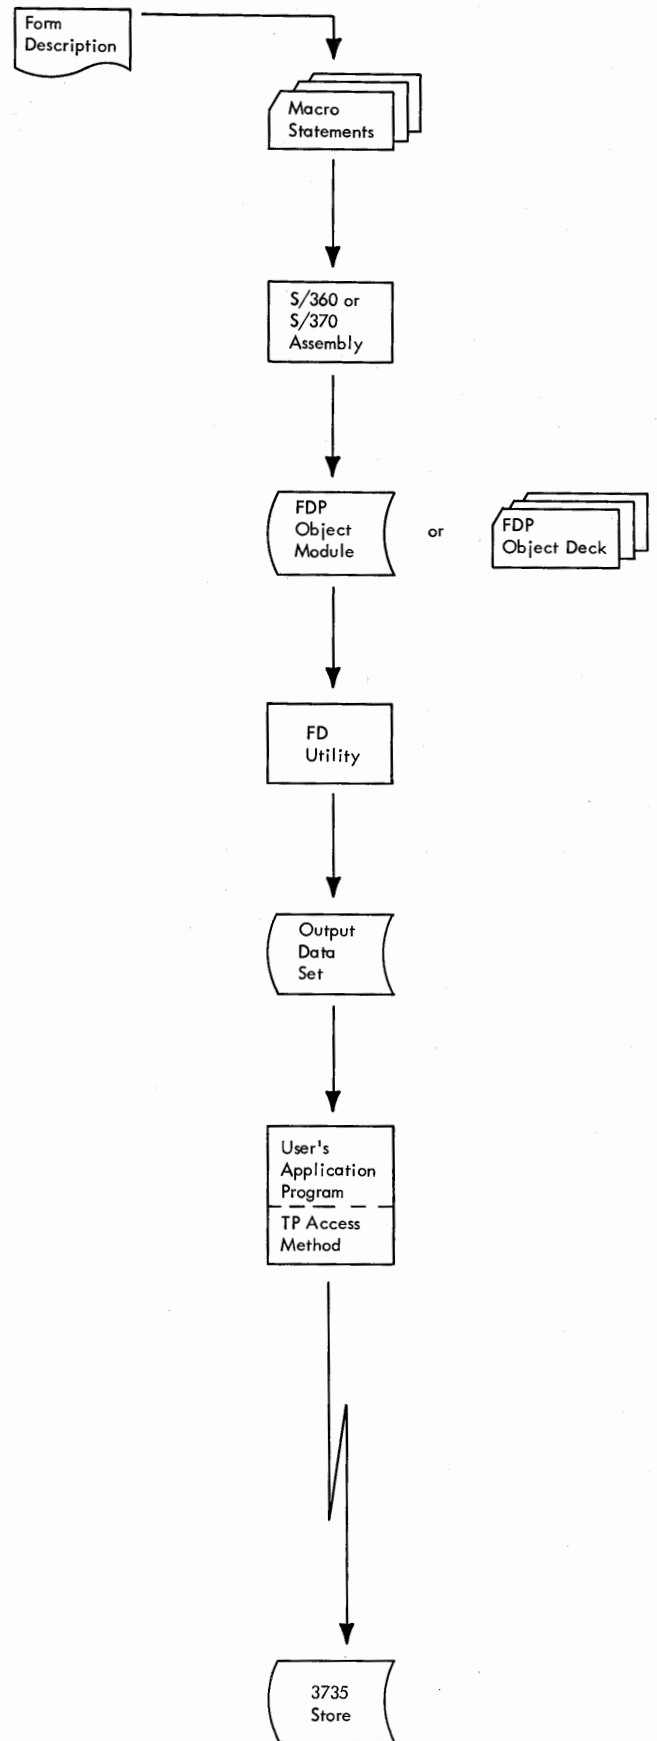 Form
Description
Macro
Statements
S/360 or
S/370
Assembly
FDP
Object
Module
or
FDP
Object Deck
FD
Utility
Output
Data
Set
User's
Application
Program
TP Access
Method
3735
Store